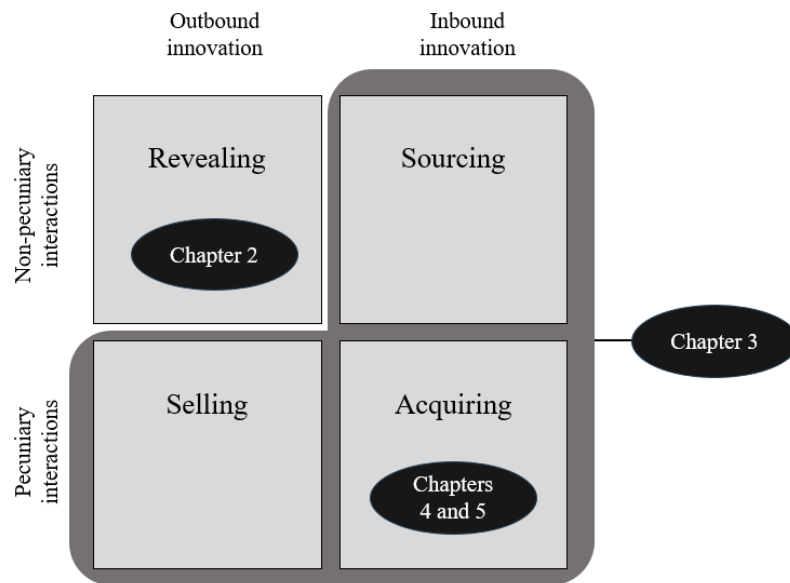 Outbound
innovation
Inbound
innovation
Non-pecuniary
interactions
Revealing
Chapter 2
Sourcing
Chapter 3
Pecuniary
interactions
Selling
Acquiring
Chapters
4 and 5